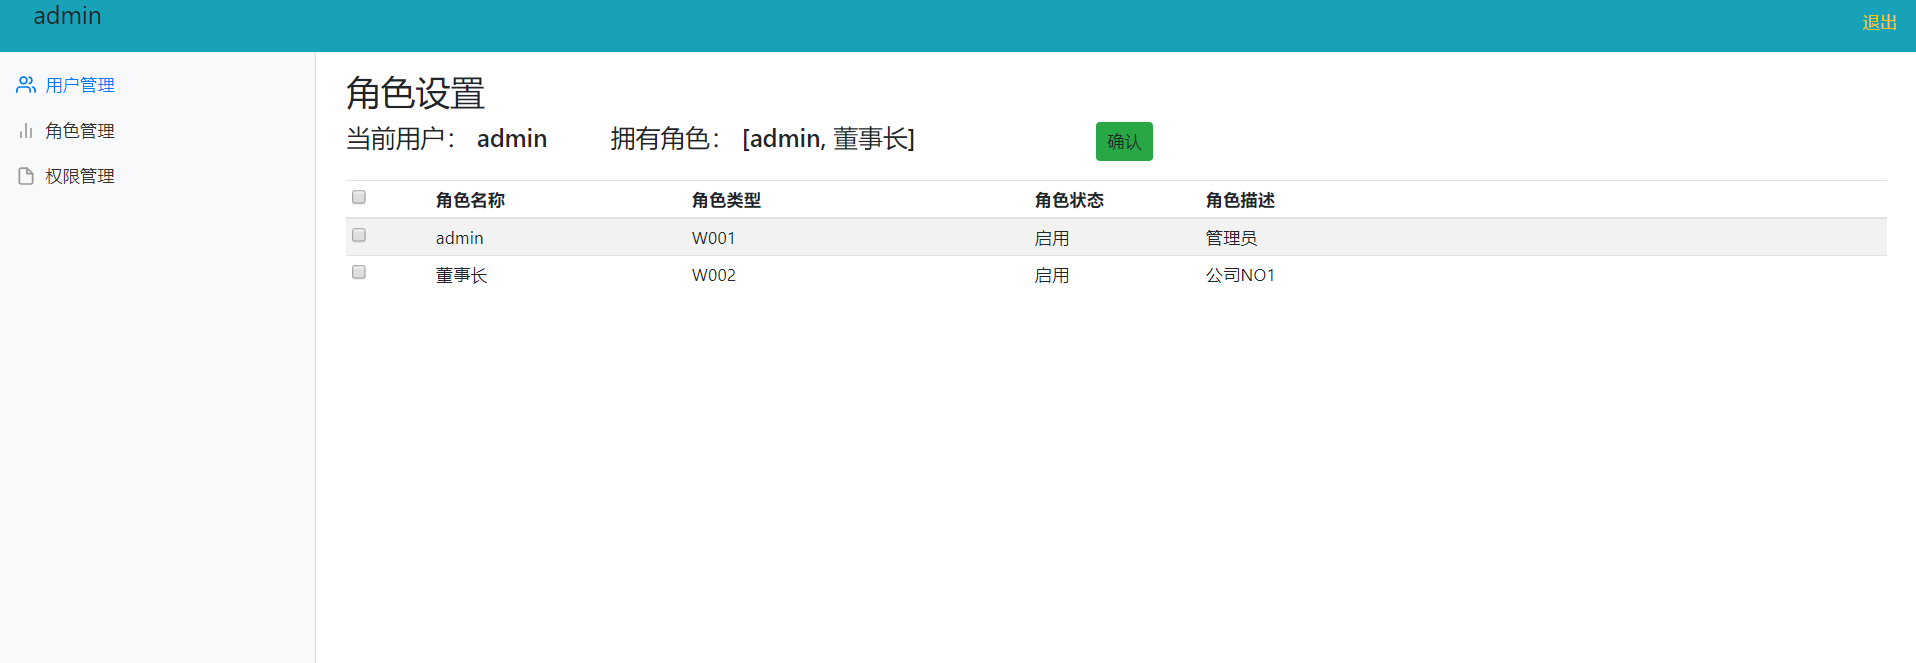 admin
退出
用户管理
角色管理
权限管理
角色设置
当前用户： admin 拥有角色： [admin, 董事长] 确认
角色名称 角色类型 角色状态 角色描述
admin W001 启用 管理员
董事长 W002 启用 公司NO1